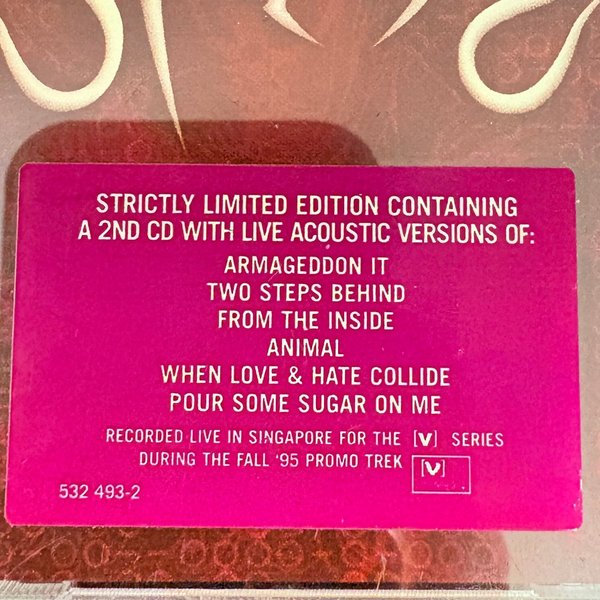 STRICTLY LIMITED EDITION CONTAINING
A 2ND CD WITH LIVE ACOUSTIC VERSIONS OF:
ARMAGEDDON IT
TWO STEPS BEHIND
FROM THE INSIDE
ANIMAL
WHEN LOVE & HATE COLLIDE
POUR SOME SUGAR ON ME
RECORDED LIVE IN SINGAPORE FOR THE [V] SERIES
DURING THE FALL '95 PROMO TREK [V]
532 493-2